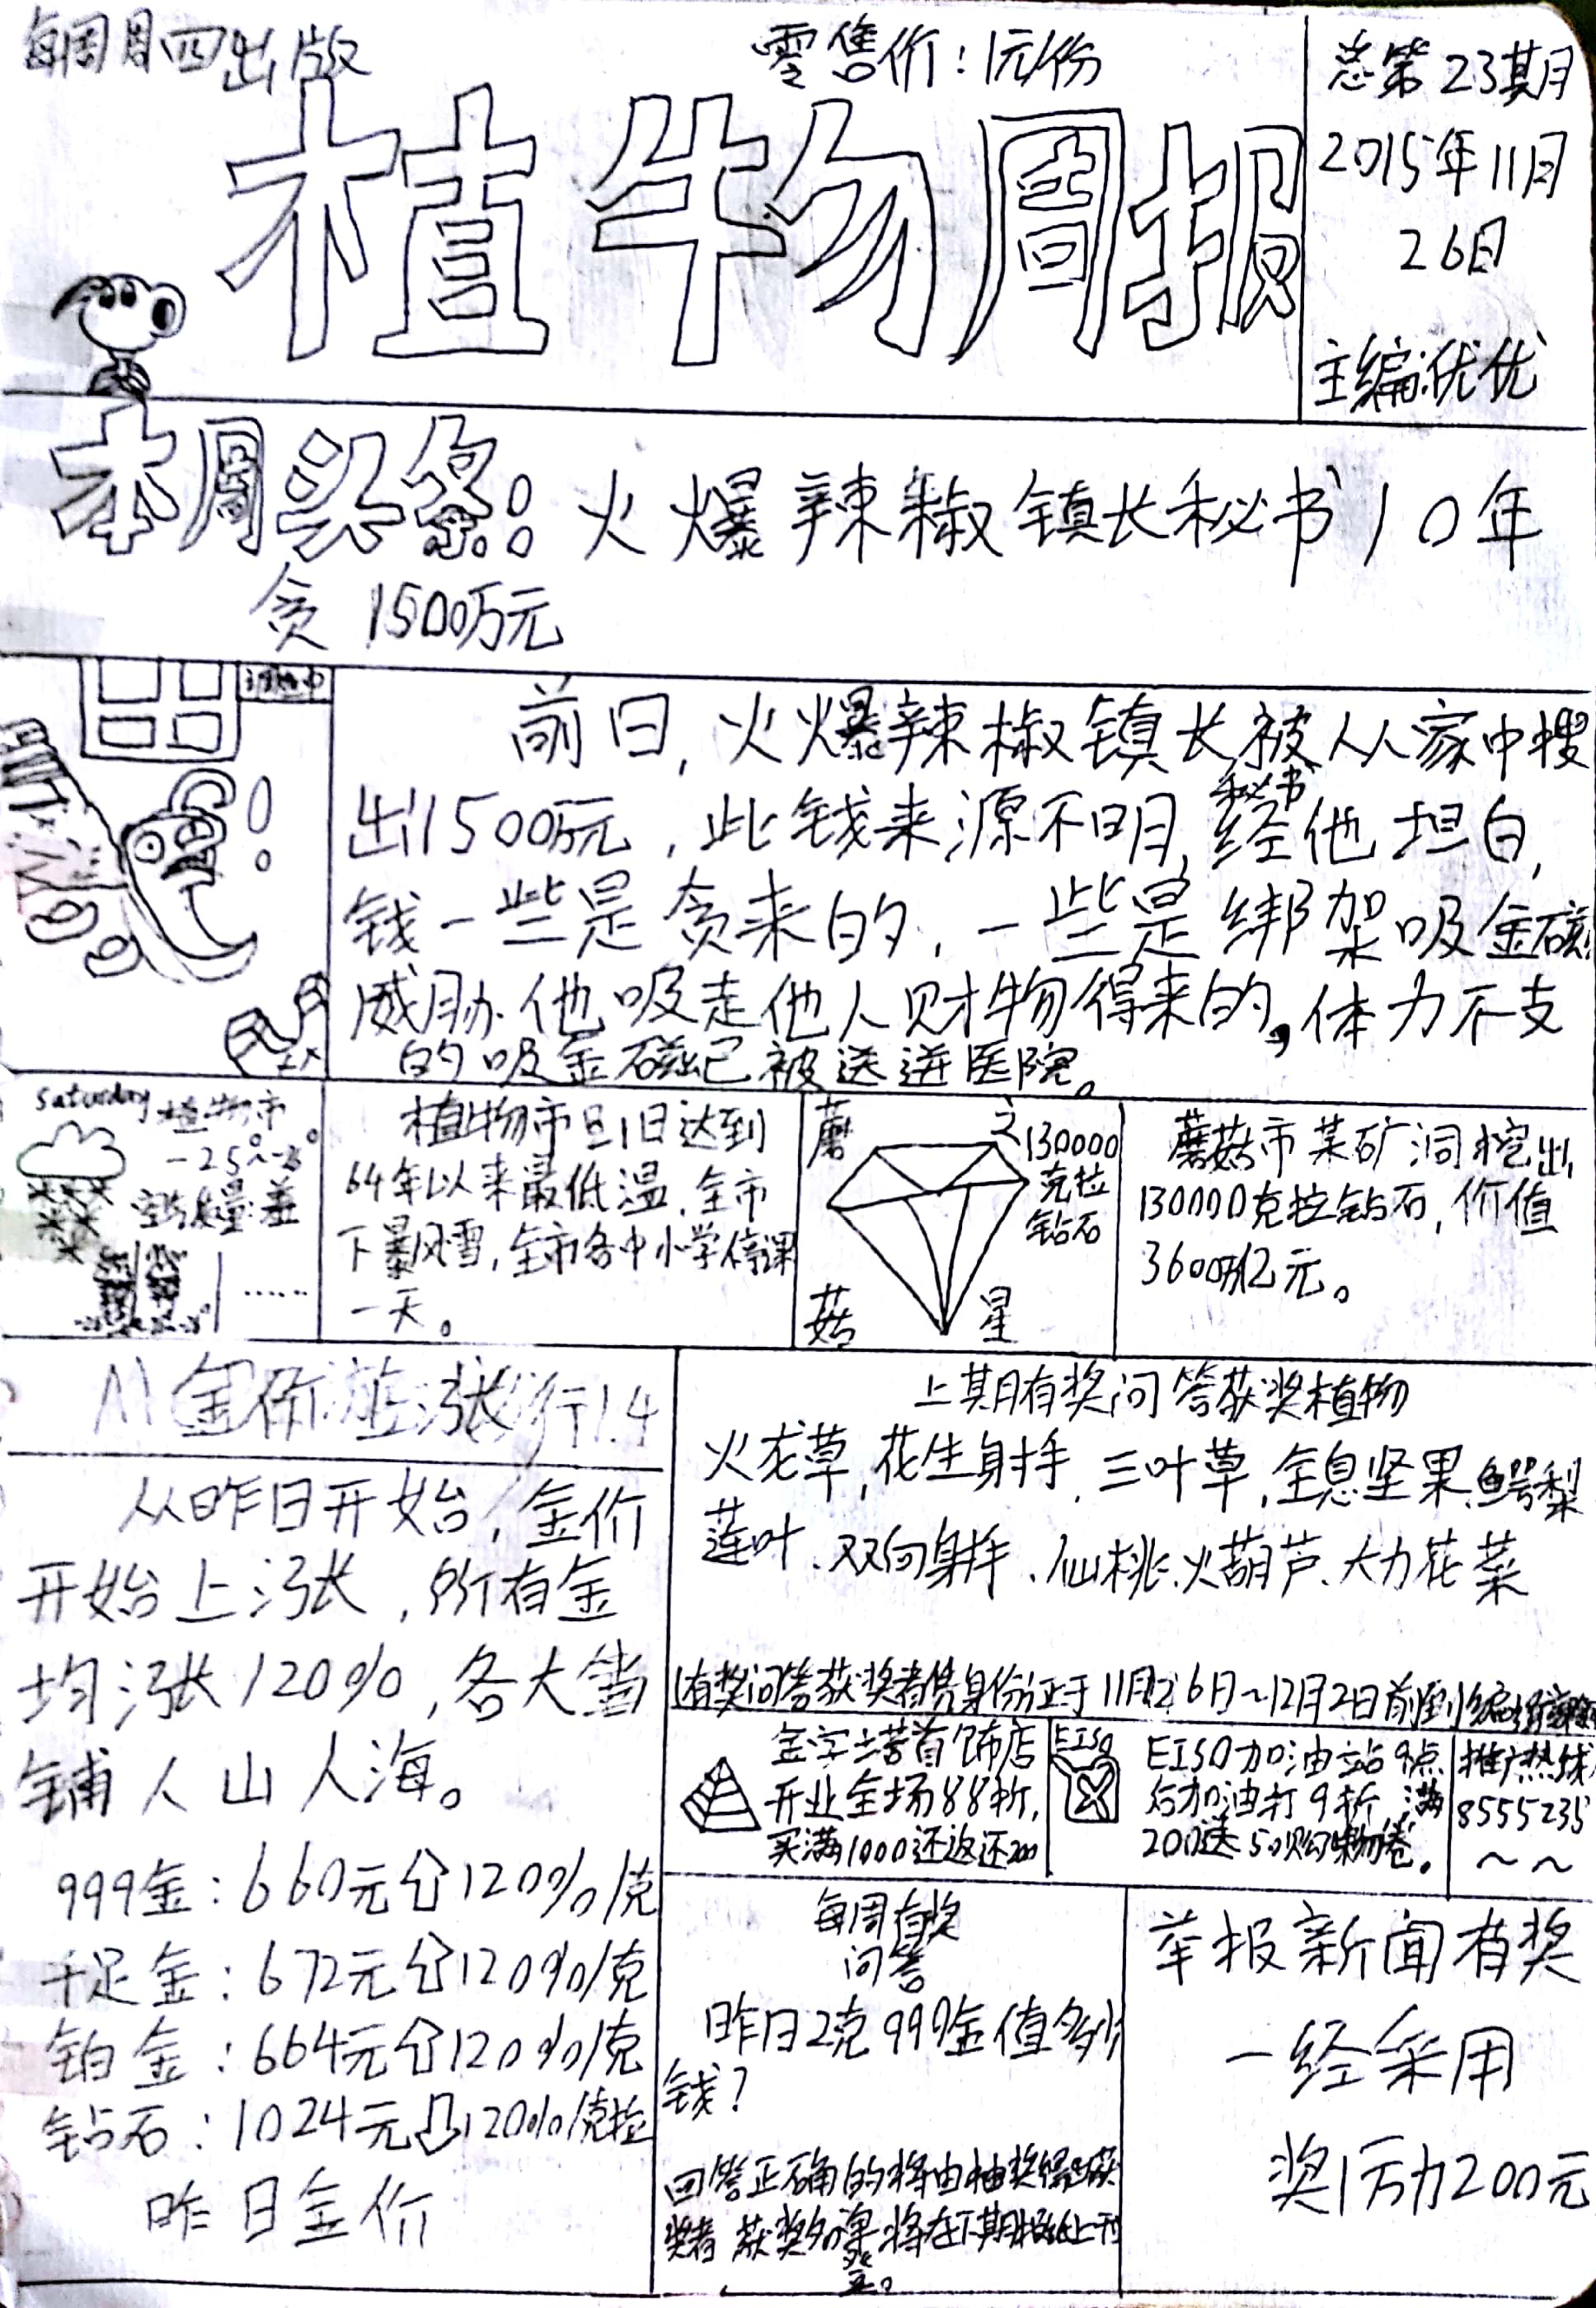 每周周四出版
零售价：1元/份
总第23期
2015年11月
26日
主编：优优
植物周报
本周头条：火爆辣椒镇长秘书10年
贪1500万元
前日，火爆辣椒镇长秘书被人从家中搜
出1500万元，此钱来源不明，经他坦白，
钱一些是贪来的，一些是绑架吸金磁
威胁他吸走他人财物得来的，体力不支
的吸金磁已被送进医院。
saturday 植物市
空气质量：差
……
植物市11日达到
64年以来最低温，全市
下暴风雪，全市各中小学停课
一天。
蘑菇之星
130000
克拉
钻石
蘑菇市某矿洞挖出
130000克拉钻石，价值
3600万亿元。
金价
从昨日开始，金价
开始上涨，所有金
均涨120%，各大当
铺人山人海。
999金：660元⇧120%/克
千足金：672元⇧120%/克
铂金：664元⇧120%/克
钻石：1024元⇩120%/克拉
昨日金价
上期有奖问答获奖植物
火龙草，花生射手，三叶草，全息坚果、鳄梨
莲叶、双向射手、仙桃、火葫芦、大力花菜
有奖问答获奖者凭身份证于11月26日~12月2日前到编辑部
金字塔首饰店
开业全场88折，
买满1000还返还200
EISO
EISO加油站9点
后加油打9折，满
200送50购物卷。
推广热线
8555235
～～
每周有奖
问答
昨日2克999金值多少
钱？
回答正确的将由抽奖得出获
奖者 获奖名单将在下期报纸上刊
登。
举报新闻有奖
一经采用
奖励200元